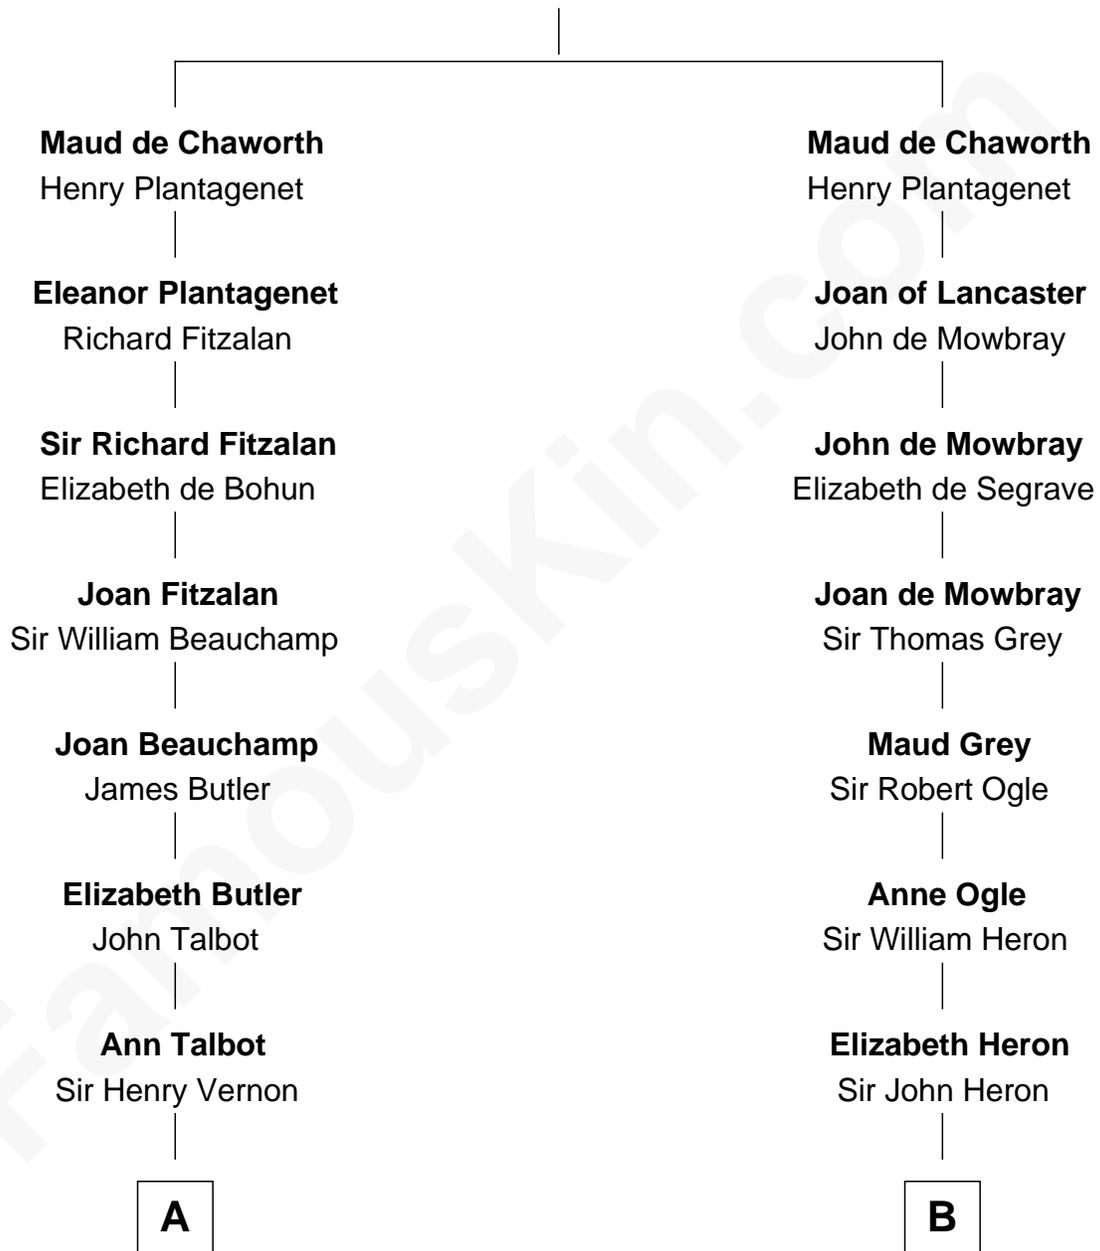 Maud de Chaworth
Henry Plantagenet
Eleanor Plantagenet
Richard Fitzalan
Sir Richard Fitzalan
Elizabeth de Bohun
Joan Fitzalan
Sir William Beauchamp
Joan Beauchamp
James Butler
Elizabeth Butler
John Talbot
Ann Talbot
Sir Henry Vernon
A
Maud de Chaworth
Henry Plantagenet
Joan of Lancaster
John de Mowbray
John de Mowbray
Elizabeth de Segrave
Joan de Mowbray
Sir Thomas Grey
Maud Grey
Sir Robert Ogle
Anne Ogle
Sir William Heron
Elizabeth Heron
Sir John Heron
B
FamousKin.com